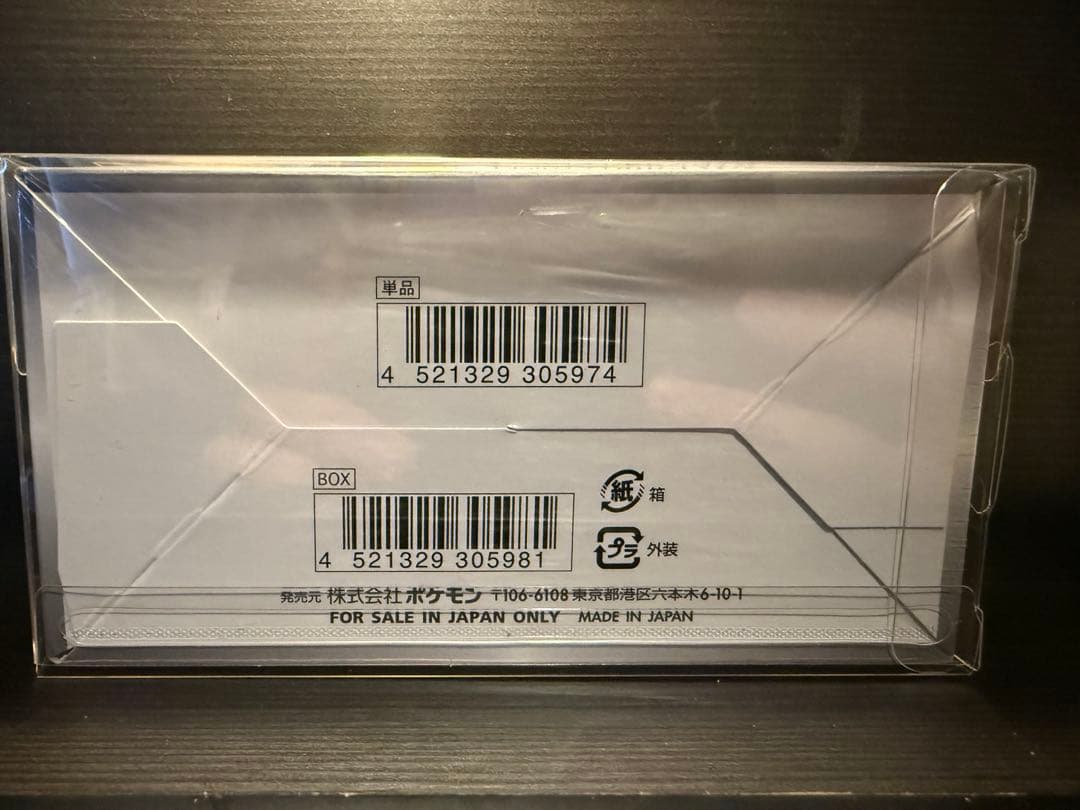 単品
4 521329 305974
BOX
4 521329 305981
紙 箱
プラ 外装
発売元 株式会社 ポケモン 〒106-6108 東京都港区六本木6-10-1
FOR SALE IN JAPAN ONLY MADE IN JAPAN